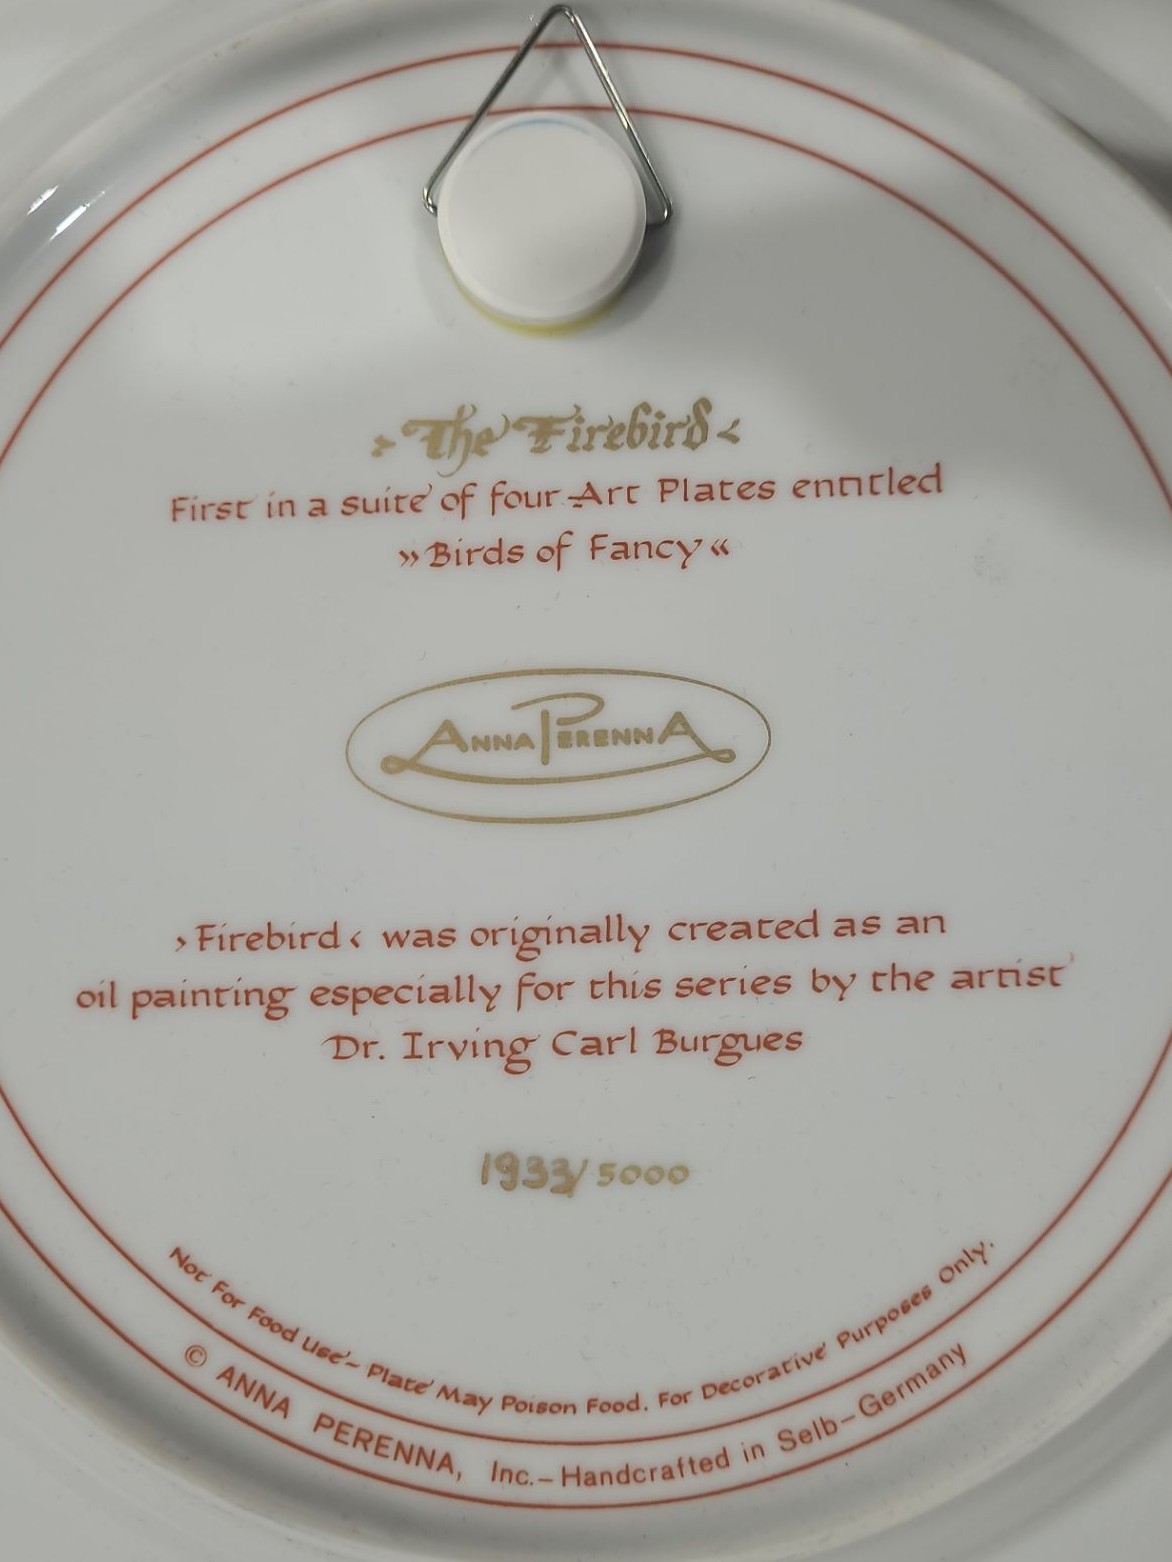 › The Firebird ‹
First in a suite of four Art Plates entitled
»Birds of Fancy«
ANNA PERENNA
›Firebird‹ was originally created as an
oil painting especially for this series by the artist
Dr. Irving Carl Burgues
1933/5000
Not For Food Use – Plate May Poison Food. For Decorative Purposes Only.
© ANNA PERENNA, Inc. – Handcrafted in Selb – Germany